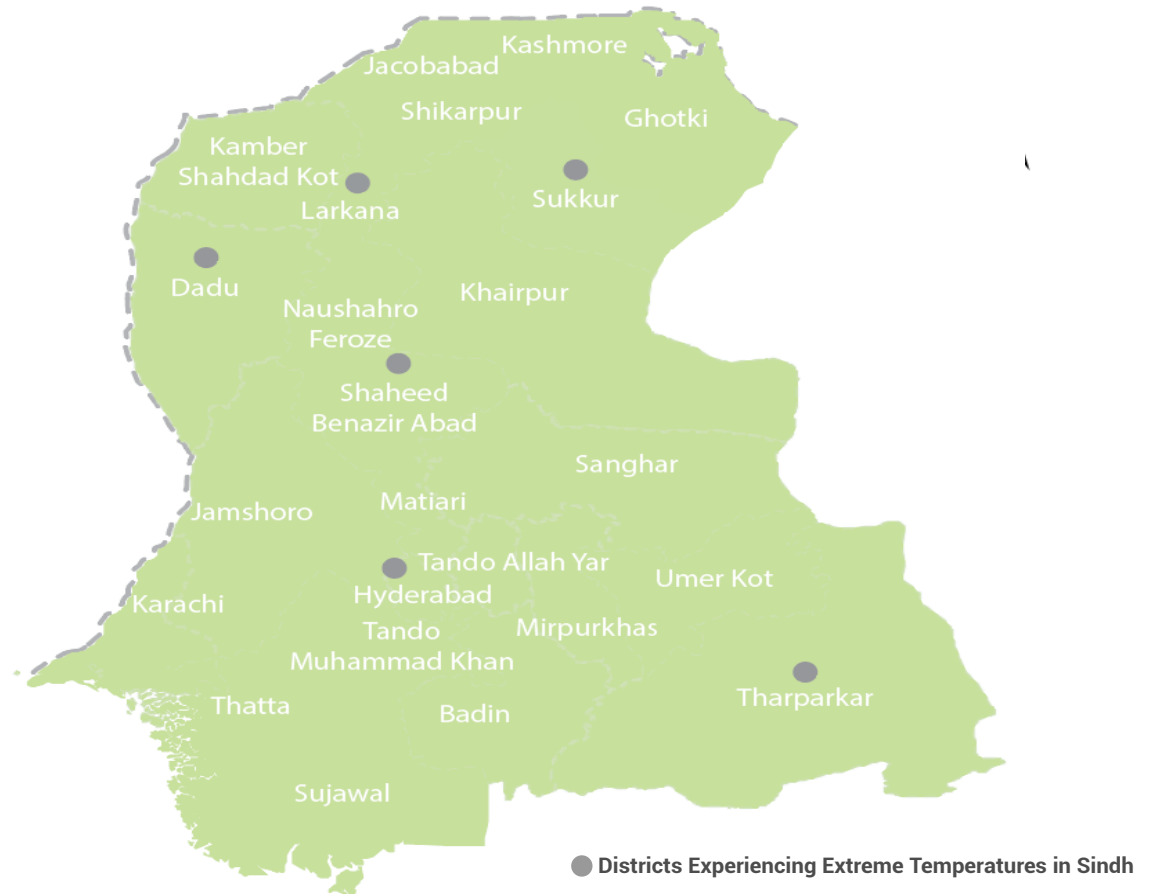 Kashmore
Jacobabad
Shikarpur
Ghotki
Kamber
Shahdad Kot
Larkana
Sukkur
Dadu
Khairpur
Naushahro
Feroze
Shaheed
Benazir Abad
Sanghar
Matiari
Jamshoro
Tando Allah Yar
Umer Kot
Hyderabad
Karachi
Tando
Muhammad Khan
Mirpurkhas
Tharparkar
Thatta
Badin
Sujawal
Districts Experiencing Extreme Temperatures in Sindh